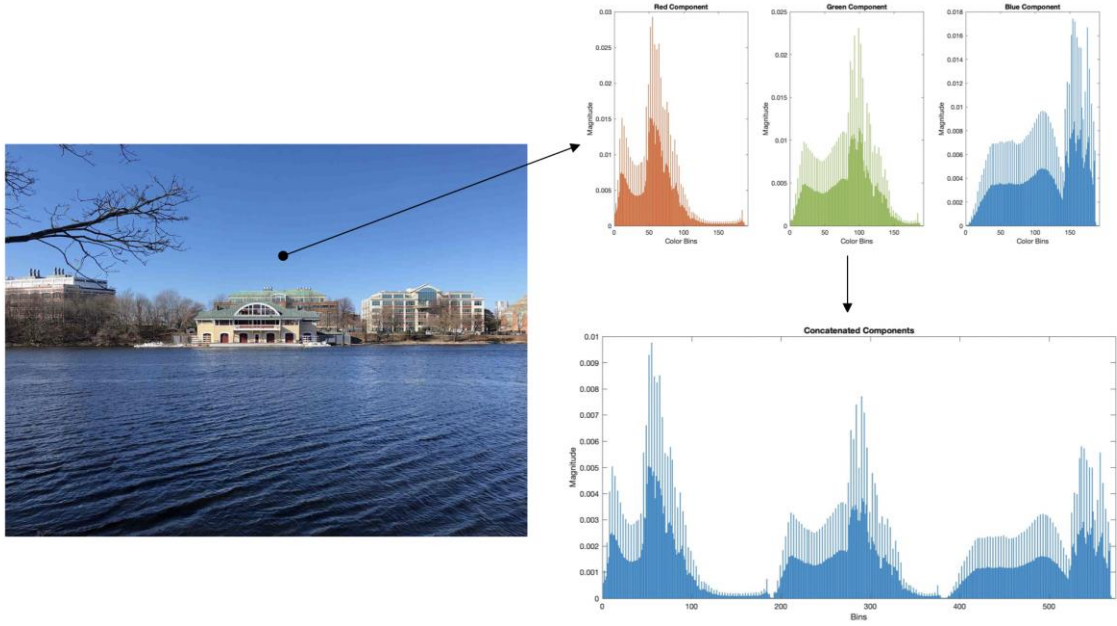 Red Component
0.03
0.025
0.02
0.015
0.01
0.005
0
Magnitude
0 50 100 150
Color Bins
Green Component
0.025
0.02
0.015
0.01
0.005
0
Magnitude
0 50 100 150
Color Bins
Blue Component
0.018
0.016
0.014
0.012
0.01
0.008
0.006
0.004
0.002
0
Magnitude
0 50 100 150
Color Bins
Concatenated Components
0.01
0.009
0.008
0.007
0.006
0.005
0.004
0.003
0.002
0.001
0
Magnitude
0 100 200 300 400 500
Bins